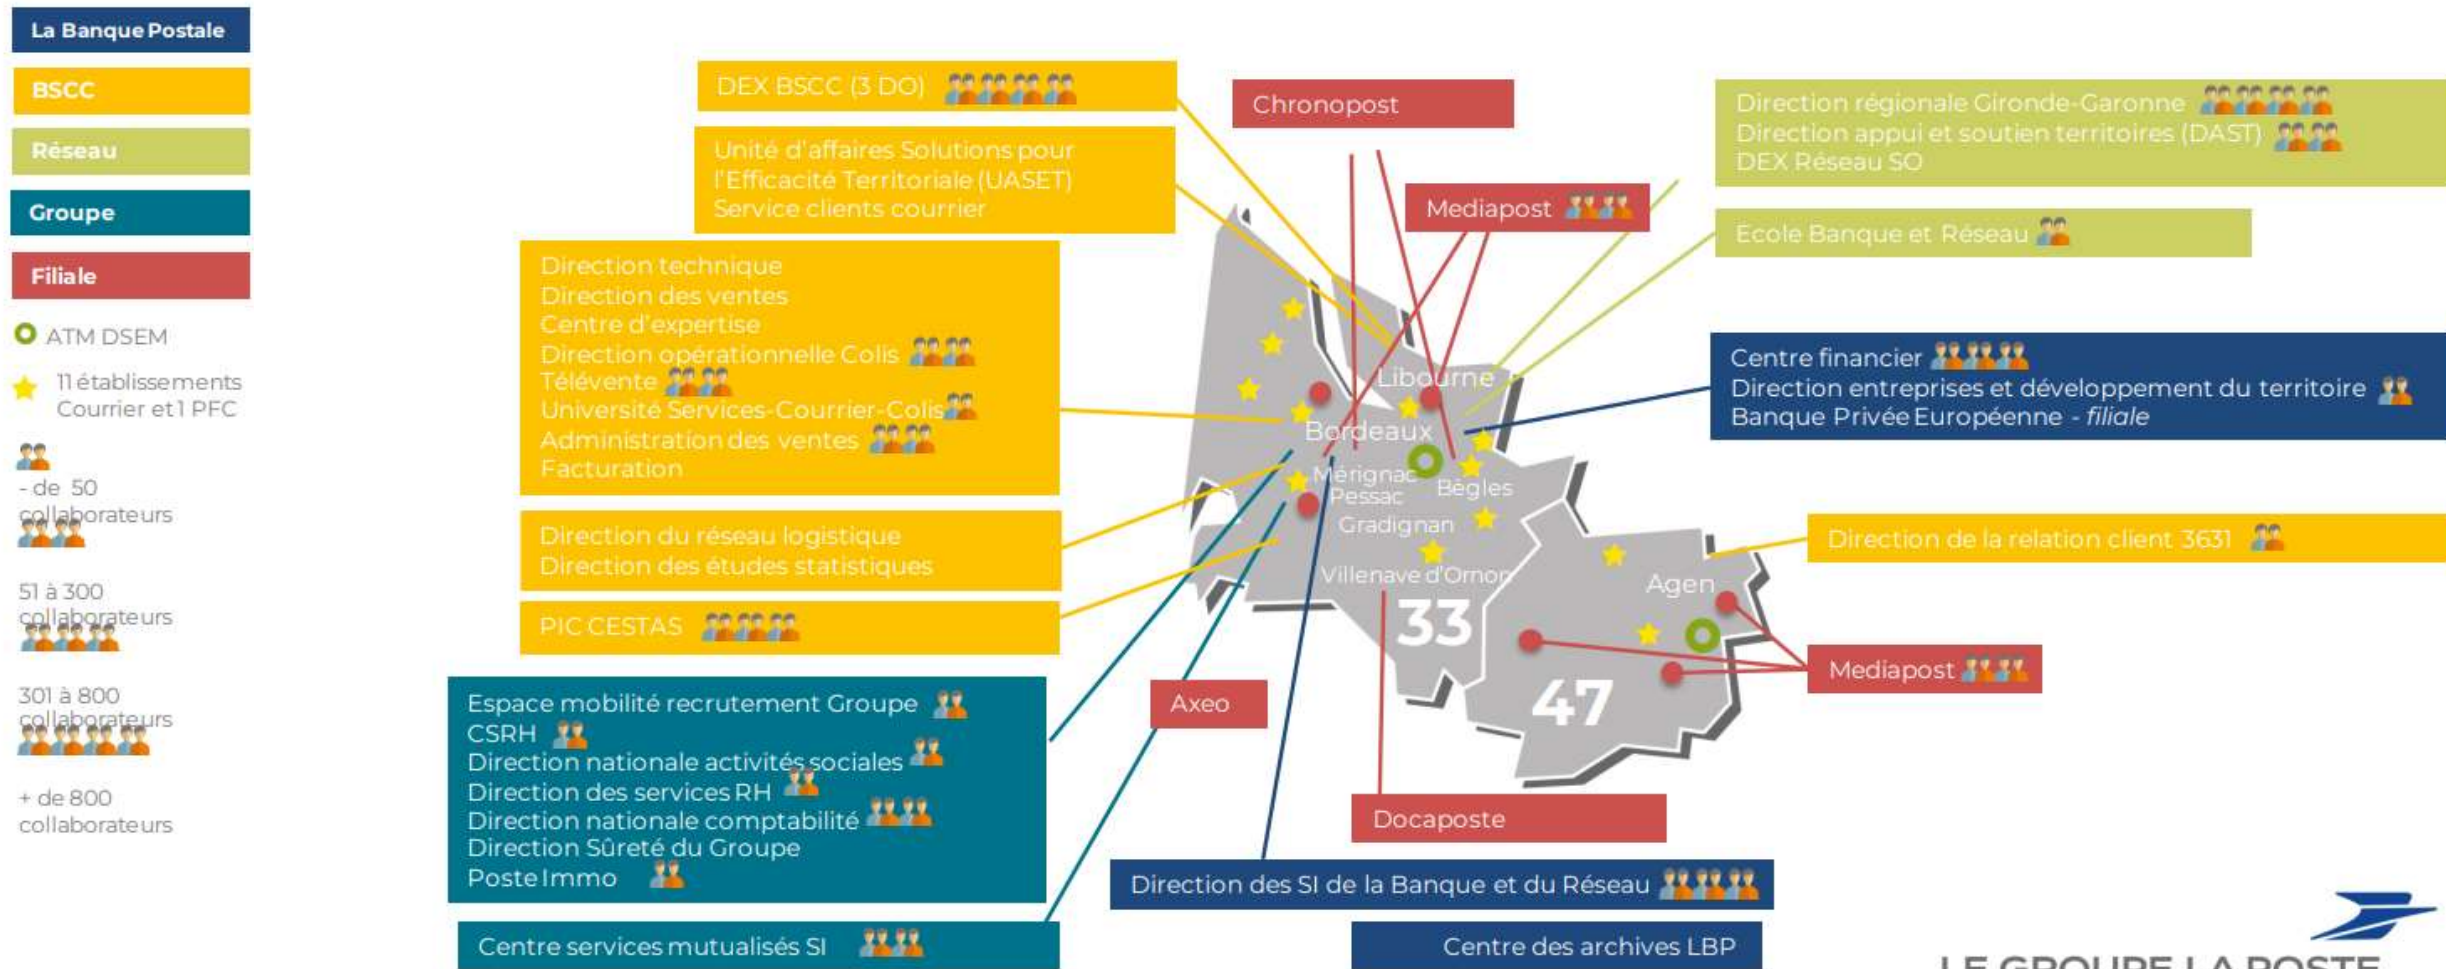 La Banque Postale
BSCC
Réseau
Groupe
Filiale
ATM DSEM
11 établissements
Courrier et 1 PFC
- de 50
collaborateurs
51 à 300
collaborateurs
301 à 800
collaborateurs
+ de 800
collaborateurs
DEX BSCC (3 DO)
Unité d'affaires Solutions pour
l'Efficacité Territoriale (UASET)
Service clients courrier
Direction technique
Direction des ventes
Centre d'expertise
Direction opérationnelle Colis
Télévente
Université Services-Courrier-Colis
Administration des ventes
Facturation
Direction du réseau logistique
Direction des études statistiques
PIC CESTAS
Espace mobilité recrutement Groupe
CSRH
Direction nationale activités sociales
Direction des services RH
Direction nationale comptabilité
Direction Sûreté du Groupe
Poste Immo
Centre services mutualisés SI
Chronopost
Mediapost
Libourne
Bordeaux
Mérignac
Pessac
Bègles
Gradignan
Villenave d'Ornon
33
Agen
47
Axeo
Docaposte
Direction des SI de la Banque et du Réseau
Centre des archives LBP
Direction régionale Gironde-Garonne
Direction appui et soutien territoires (DAST)
DEX Réseau SO
Ecole Banque et Réseau
Centre financier
Direction entreprises et développement du territoire
Banque Privée Européenne - filiale
Direction de la relation client 3631
Mediapost
LE GROUPE LA POSTE